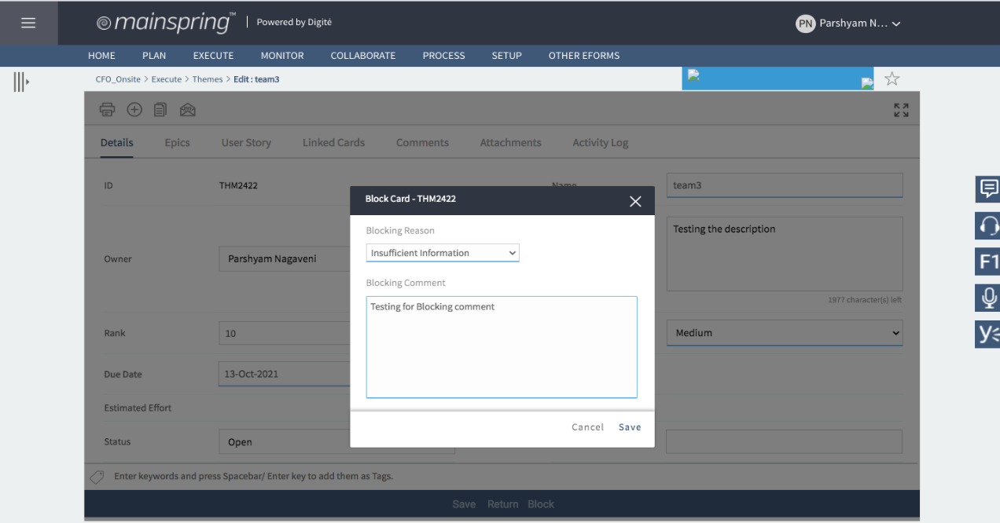 mainspring™ Powered by Digité
PN Parshyam N...
HOME PLAN EXECUTE MONITOR COLLABORATE PROCESS SETUP OTHER EFORMS
CFO_Onsite > Execute > Themes > Edit : team3
Details Epics User Story Linked Cards Comments Attachments Activity Log
ID THM2422 Name team3
Block Card - THM2422
Blocking Reason
Insufficient Information
Blocking Comment
Testing for Blocking comment
Cancel Save
Testing the description
Owner Parshyam Nagaveni
1977 character(s) left
Rank 10 Medium
Due Date 13-Oct-2021
Estimated Effort
Status Open
Enter keywords and press Spacebar/ Enter key to add them as Tags.
Save Return Block
F1